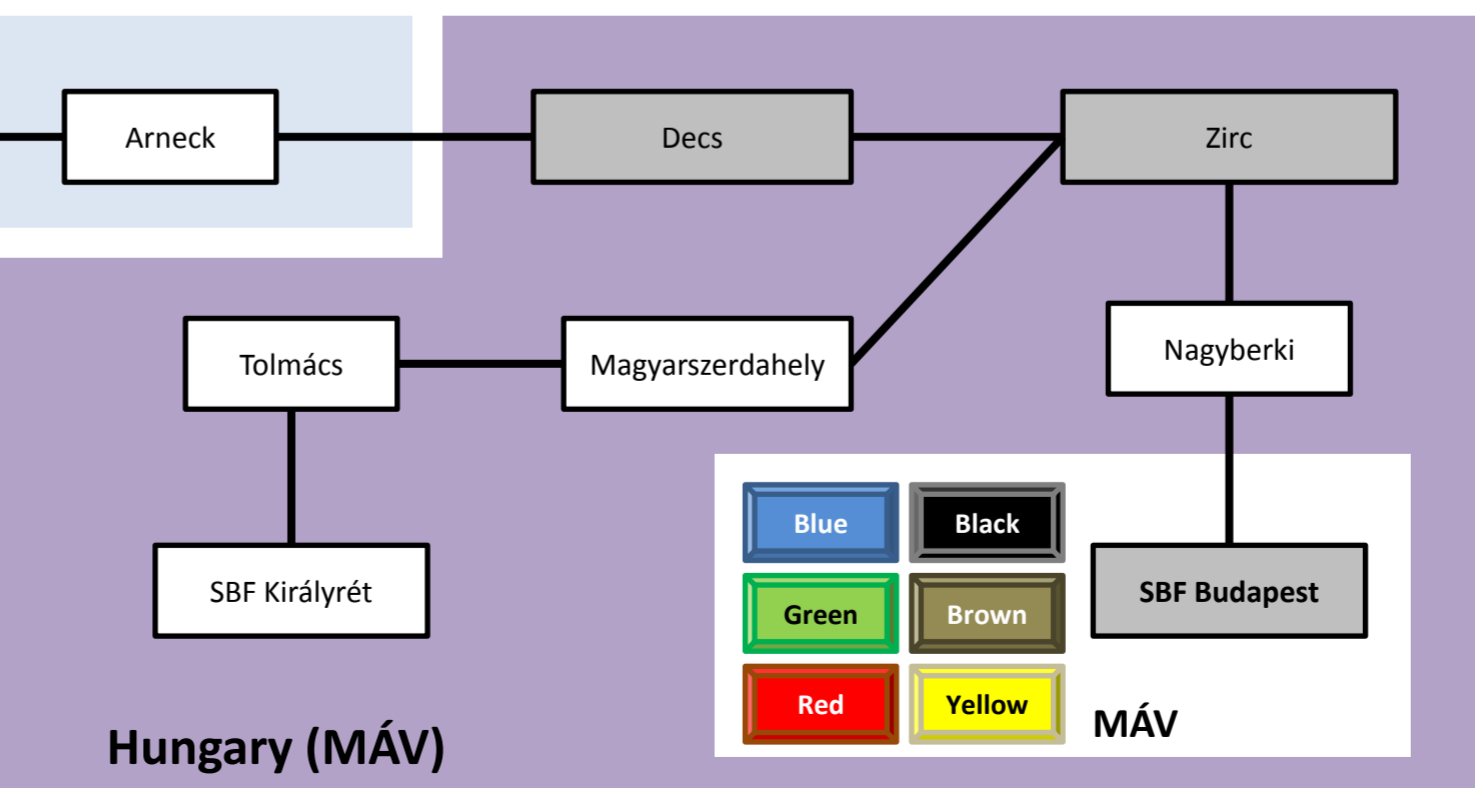 Arneck
Decs
Zirc
Tolmács
Magyarszerdahely
Nagyberki
SBF Királyrét
Blue
Black
Green
Brown
Red
Yellow
SBF Budapest
MÁV
Hungary (MÁV)